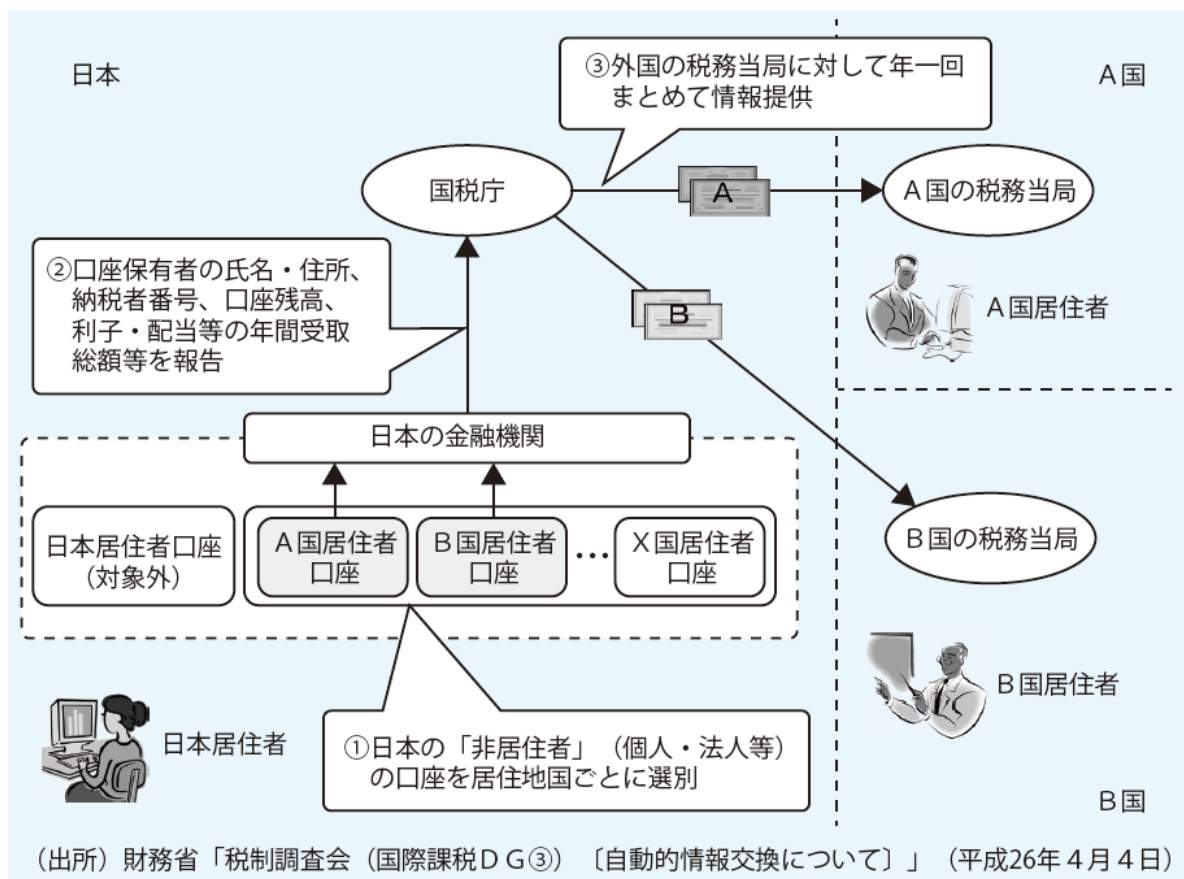 日本
③外国の税務当局に対して年一回
まとめて情報提供
A国
国税庁
A
A国の税務当局
②口座保有者の氏名・住所、
納税者番号、口座残高、
利子・配当等の年間受取
総額等を報告
B
A国居住者
日本の金融機関
日本居住者口座
(対象外)
A国居住者
口座
B国居住者
口座
…
X国居住者
口座
B国の税務当局
日本居住者
①日本の「非居住者」(個人・法人等)
の口座を居住地国ごとに選別
B国居住者
B国
(出所)財務省「税制調査会(国際課税DG③)〔自動的情報交換について〕」(平成26年4月4日)